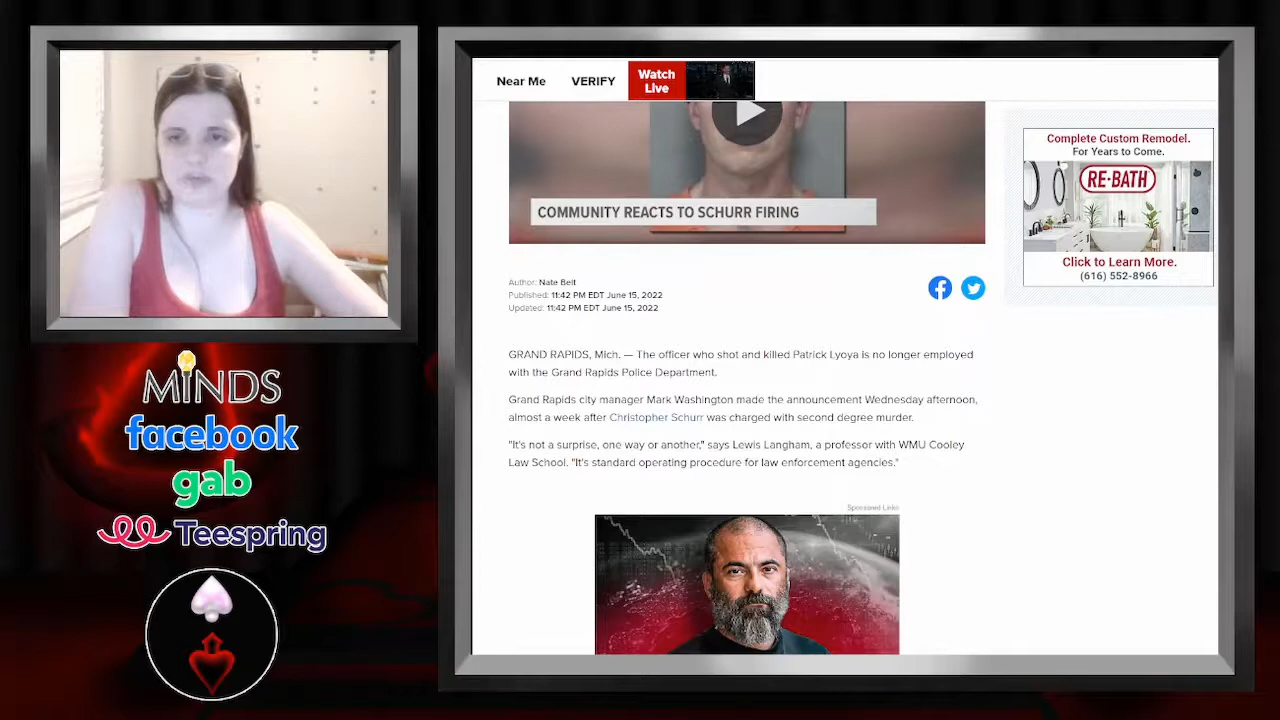 Near Me
VERIFY
Watch
Live
COMMUNITY REACTS TO SCHURR FIRING
Author: Nate Belt
Published: 11:42 PM EDT June 15, 2022
Updated: 11:42 PM EDT June 15, 2022
GRAND RAPIDS, Mich. — The officer who shot and killed Patrick Lyoya is no longer employed
with the Grand Rapids Police Department.
Grand Rapids city manager Mark Washington made the announcement Wednesday afternoon,
almost a week after Christopher Schurr was charged with second degree murder.
"It's not a surprise, one way or another," says Lewis Langham, a professor with WMU Cooley
Law School. "It's standard operating procedure for law enforcement agencies."
Sponsored Links
Complete Custom Remodel.
For Years to Come.
RE·BATH
Click to Learn More.
(616) 552-8966
MINDS
facebook
gab
Teespring